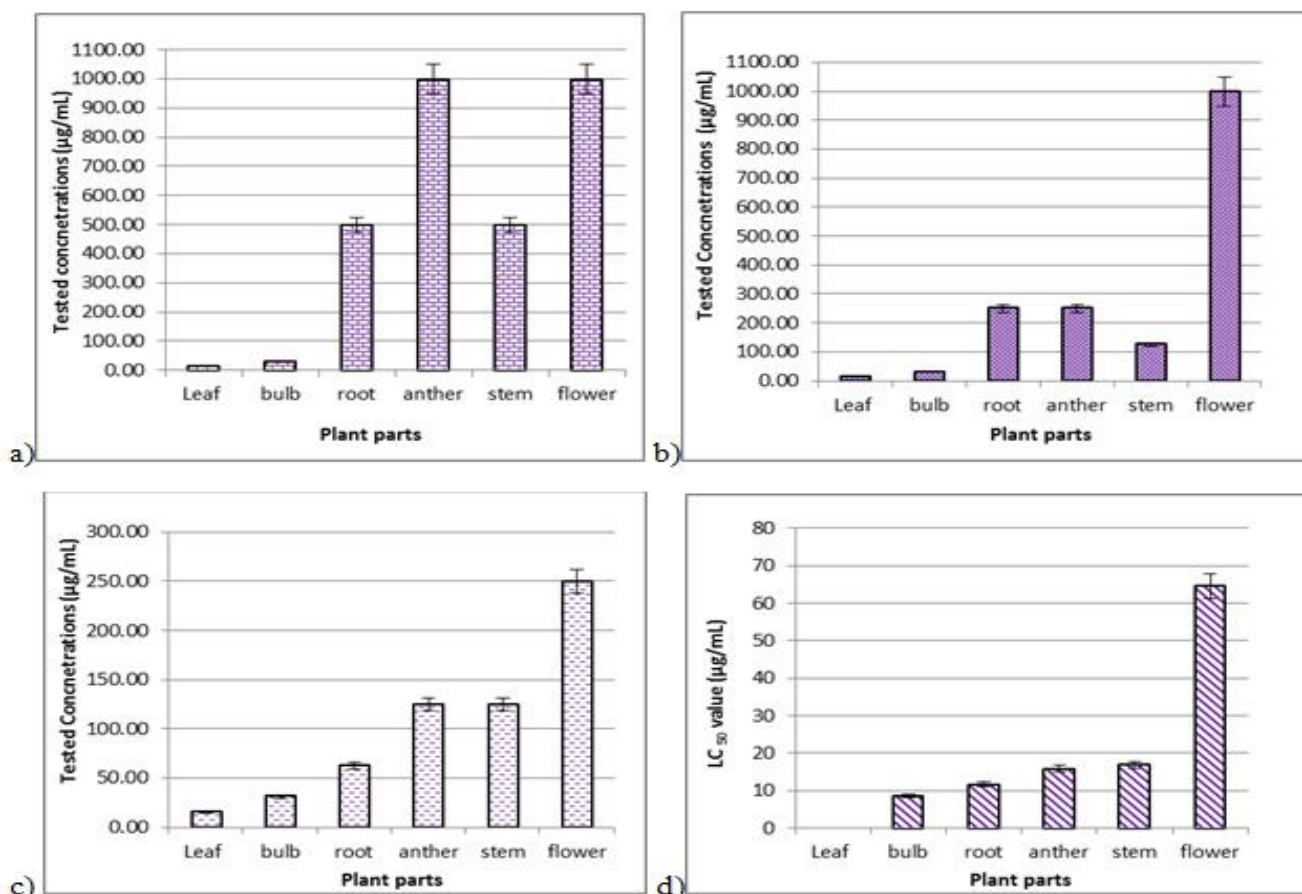 1100.00
1000.00
900.00
800.00
700.00
600.00
500.00
400.00
300.00
200.00
100.00
0.00
Tested concnetrations (µg/mL)
Leaf bulb root anther stem flower
Plant parts
a)
1100.00
1000.00
900.00
800.00
700.00
600.00
500.00
400.00
300.00
200.00
100.00
0.00
Tested Concnetrations (µg/mL)
Leaf bulb root anther stem flower
Plant parts
b)
300.00
250.00
200.00
150.00
100.00
50.00
0.00
Tested Concnetrations (µg/mL)
Leaf bulb root anther stem flower
Plant parts
c)
80
70
60
50
40
30
20
10
0
LC 50 value (µg/mL)
Leaf bulb root anther stem flower
Plant parts
d)